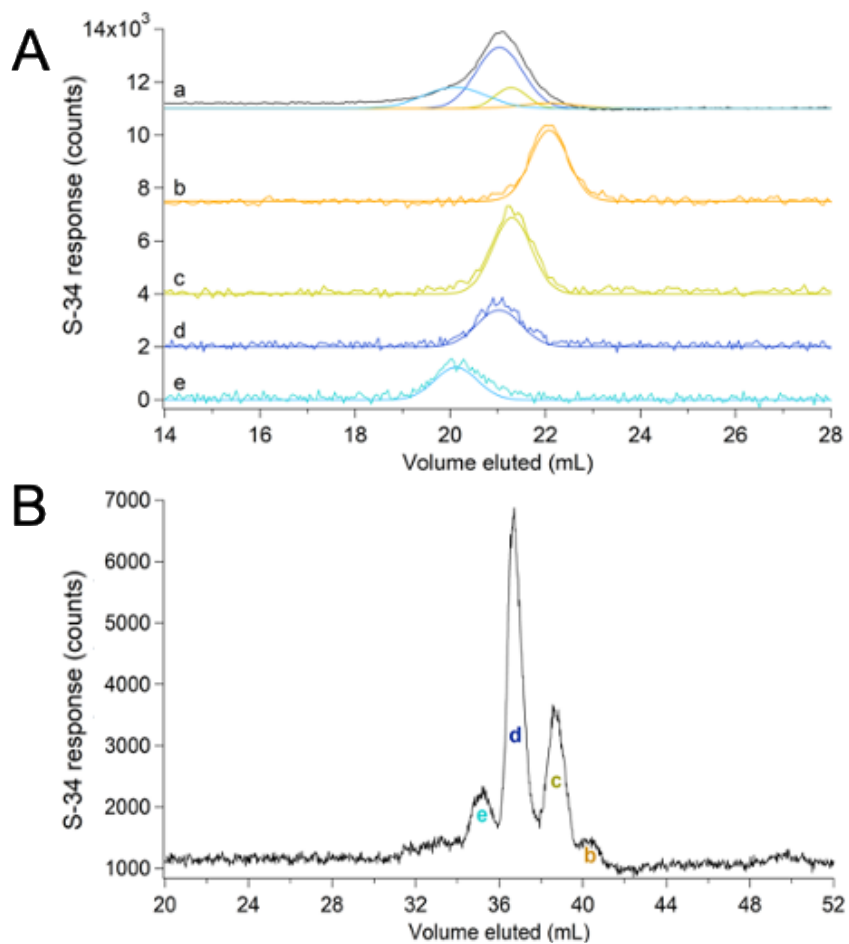 A
14x10³
12
10
8
6
4
2
0
S-34 response (counts)
a
b
c
d
e
14 16 18 20 22 24 26 28
Volume eluted (mL)
B
7000
6000
5000
4000
3000
2000
1000
S-34 response (counts)
e
d
c
b
20 24 28 32 36 40 44 48 52
Volume eluted (mL)